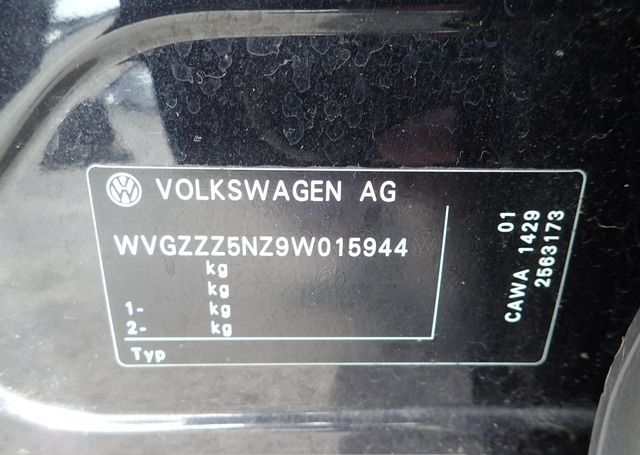 VOLKSWAGEN AG
WVGZZZ5NZ9W015944
kg
kg
1- kg
2- kg
Typ
01
CAWA 1429
2563173